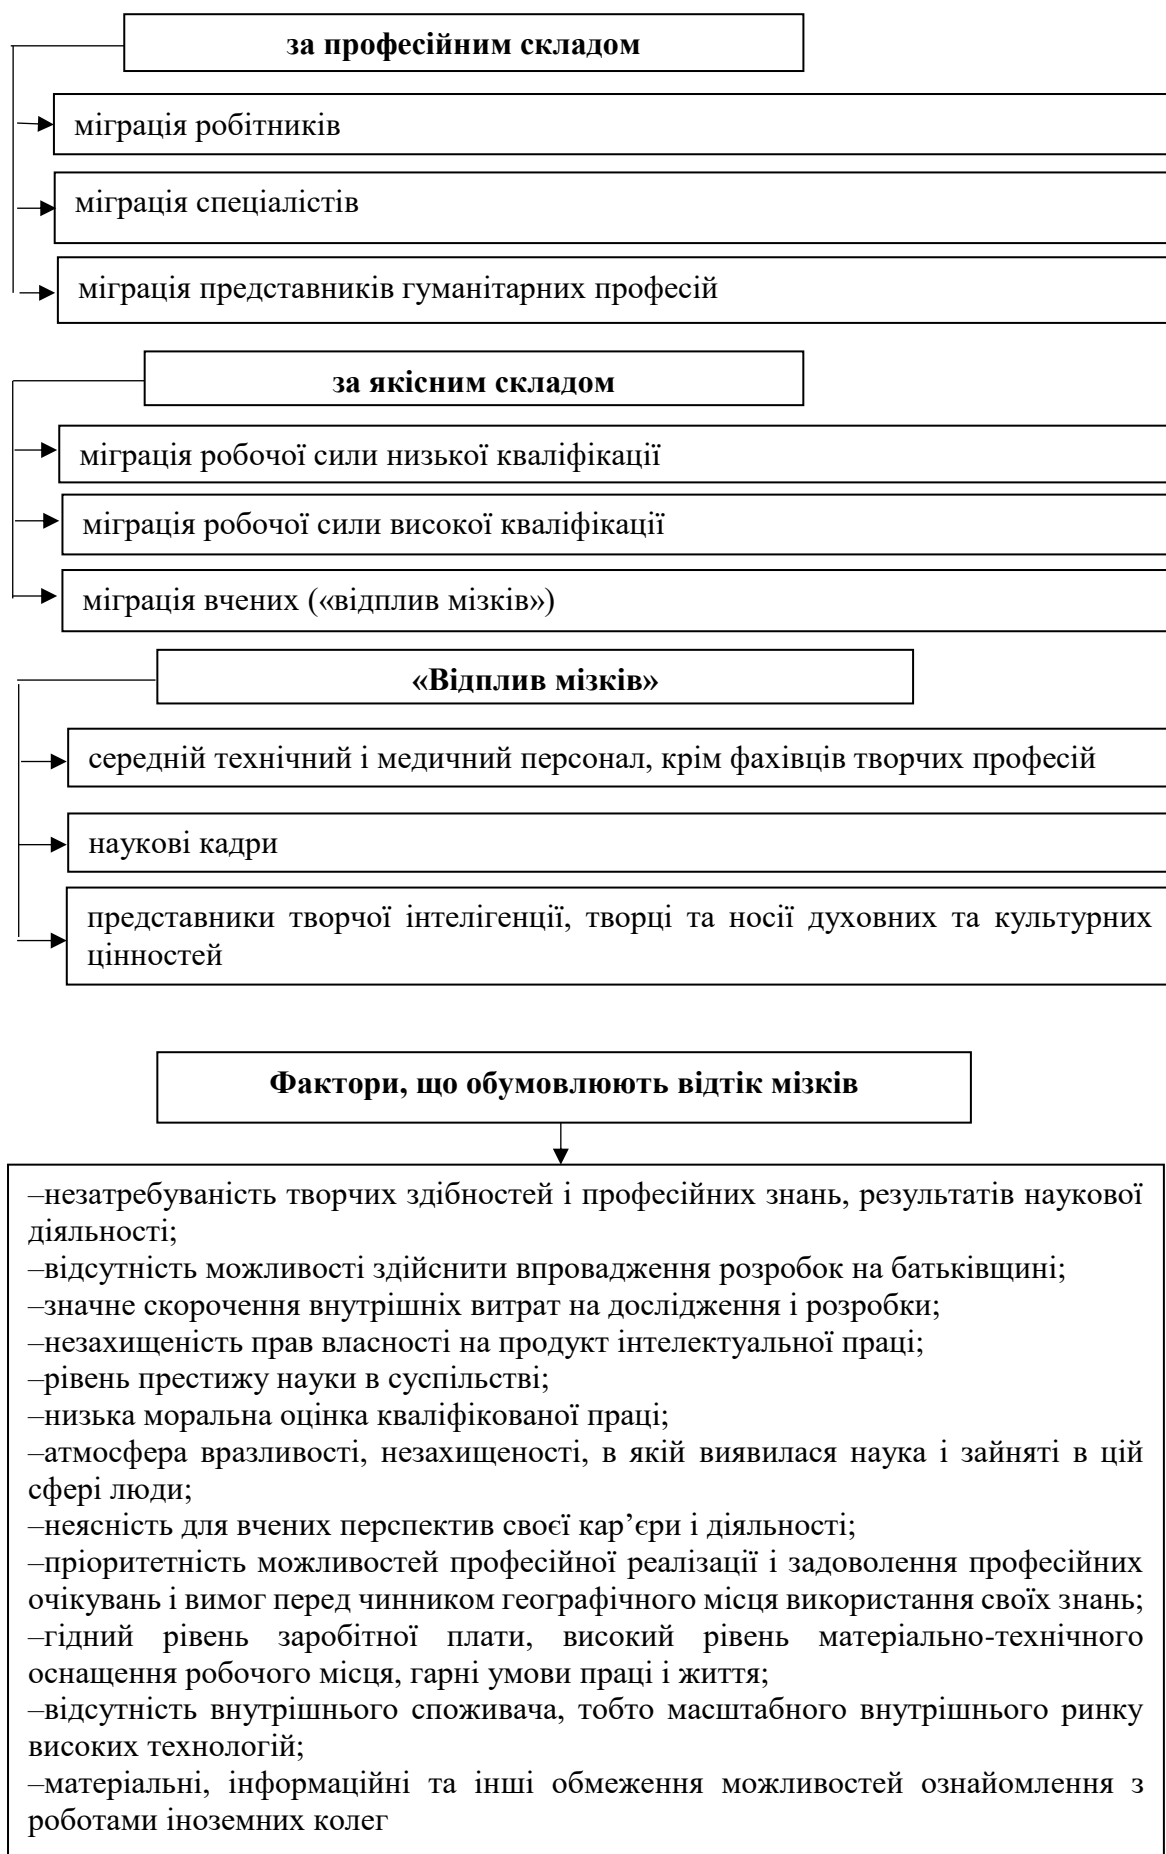 за професійним складом
міграція робітників
міграція спеціалістів
міграція представників гуманітарних професій
за якісним складом
міграція робочої сили низької кваліфікації
міграція робочої сили високої кваліфікації
міграція вчених («відплив мізків»)
«Відплив мізків»
середній технічний і медичний персонал, крім фахівців творчих професій
наукові кадри
представники творчої інтелігенції, творці та носії духовних та культурних
цінностей
Фактори, що обумовлюють відтік мізків
–незатребуваність творчих здібностей і професійних знань, результатів наукової
діяльності;
–відсутність можливості здійснити впровадження розробок на батьківщині;
–значне скорочення внутрішніх витрат на дослідження і розробки;
–незахищеність прав власності на продукт інтелектуальної праці;
–рівень престижу науки в суспільстві;
–низька моральна оцінка кваліфікованої праці;
–атмосфера вразливості, незахищеності, в якій виявилася наука і зайняті в цій
сфері люди;
–неясність для вчених перспектив своєї кар’єри і діяльності;
–пріоритетність можливостей професійної реалізації і задоволення професійних
очікувань і вимог перед чинником географічного місця використання своїх знань;
–гідний рівень заробітної плати, високий рівень матеріально-технічного
оснащення робочого місця, гарні умови праці і життя;
–відсутність внутрішнього споживача, тобто масштабного внутрішнього ринку
високих технологій;
–матеріальні, інформаційні та інші обмеження можливостей ознайомлення з
роботами іноземних колег